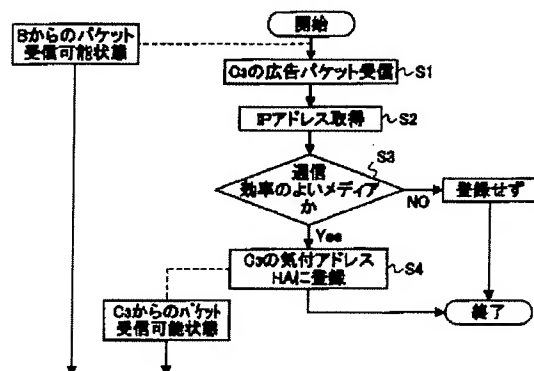 開始
Bからのパケット
受信可能状態
C3の広告パケット受信
S1
IPアドレス取得
S2
S3
通信
効率のよいメディア
か
NO
登録せず
Yes
C3の気付アドレス
HAに登録
S4
C3からのパケット
受信可能状態
終了